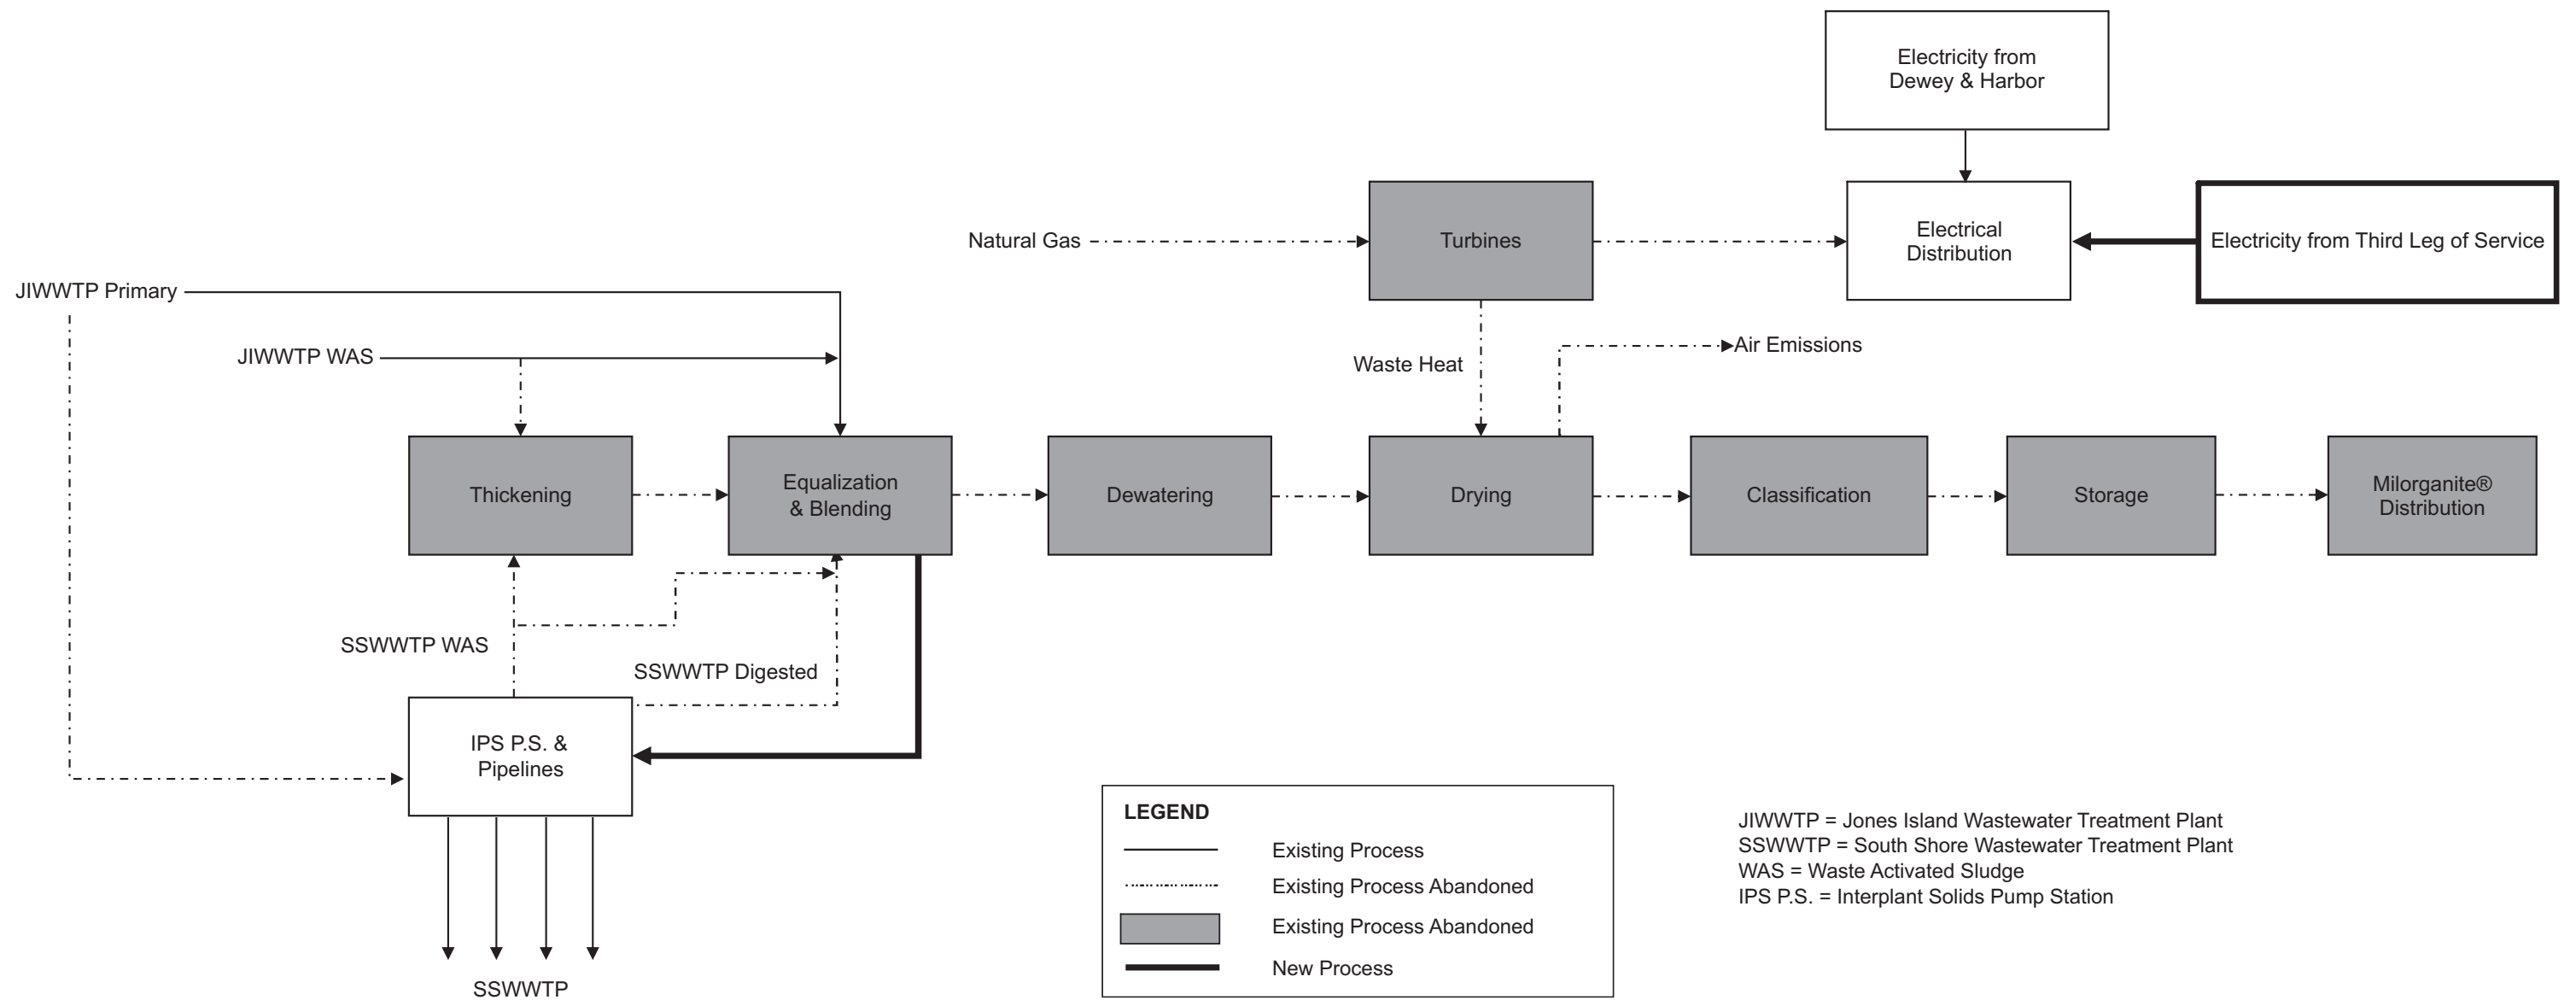 Electricity from
Dewey & Harbor
Natural Gas
Turbines
Electrical
Distribution
Electricity from Third Leg of Service
JIWWTP Primary
JIWWTP WAS
Waste Heat
Air Emissions
Thickening
Equalization
& Blending
Dewatering
Drying
Classification
Storage
Milorganite®
Distribution
SSWWTP WAS
SSWWTP Digested
IPS P.S. &
Pipelines
SSWWTP
LEGEND
Existing Process
Existing Process Abandoned
Existing Process Abandoned
New Process
JIWWTP = Jones Island Wastewater Treatment Plant
SSWWTP = South Shore Wastewater Treatment Plant
WAS = Waste Activated Sludge
IPS P.S. = Interplant Solids Pump Station